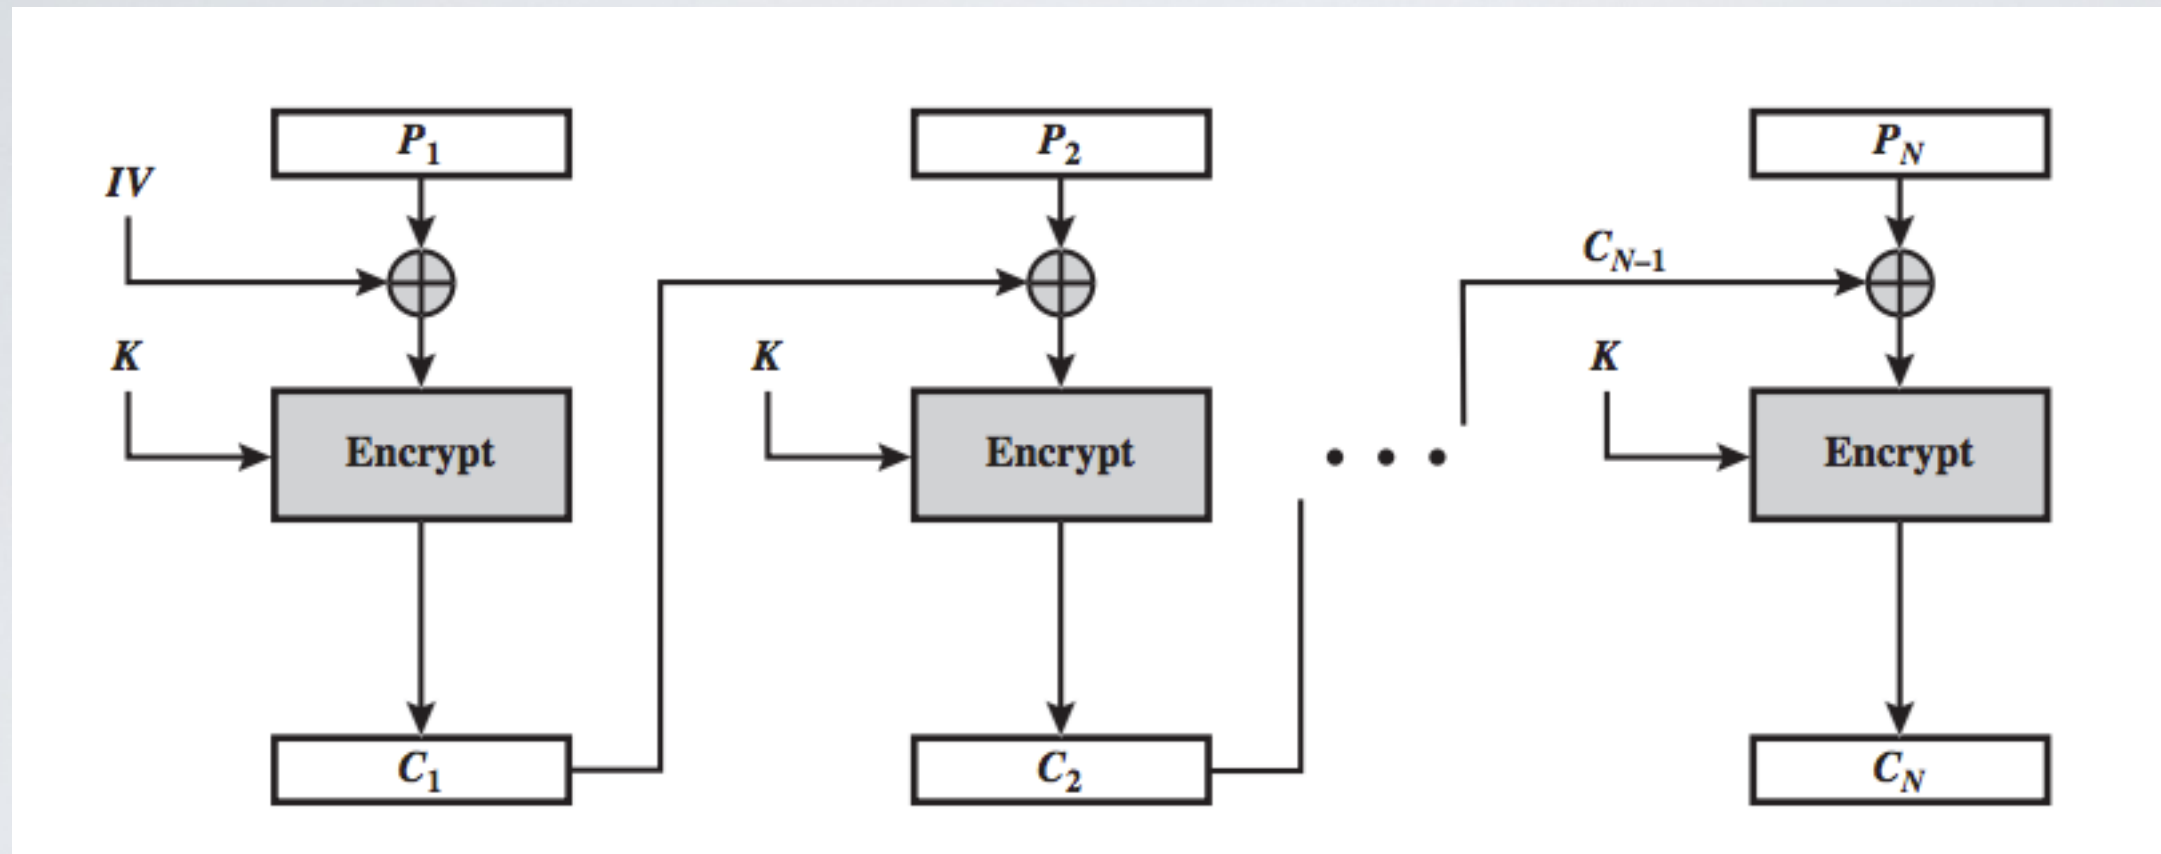 P1
P2
PN
IV
CN–1
K
K
K
Encrypt
Encrypt
Encrypt
C1
C2
CN